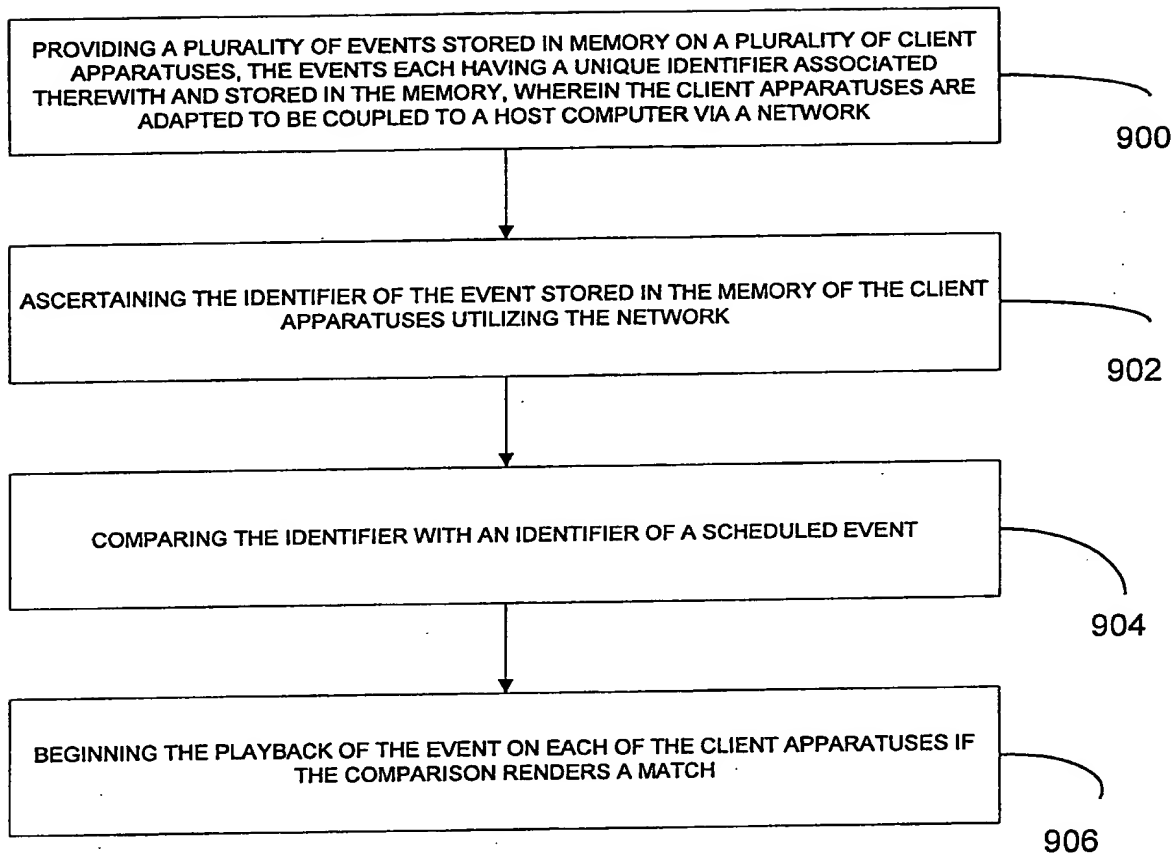 PROVIDING A PLURALITY OF EVENTS STORED IN MEMORY ON A PLURALITY OF CLIENT
APPARATUSES, THE EVENTS EACH HAVING A UNIQUE IDENTIFIER ASSOCIATED
THEREWITH AND STORED IN THE MEMORY, WHEREIN THE CLIENT APPARATUSES ARE
ADAPTED TO BE COUPLED TO A HOST COMPUTER VIA A NETWORK
900
ASCERTAINING THE IDENTIFIER OF THE EVENT STORED IN THE MEMORY OF THE CLIENT
APPARATUSES UTILIZING THE NETWORK
902
COMPARING THE IDENTIFIER WITH AN IDENTIFIER OF A SCHEDULED EVENT
904
BEGINNING THE PLAYBACK OF THE EVENT ON EACH OF THE CLIENT APPARATUSES IF
THE COMPARISON RENDERS A MATCH
906